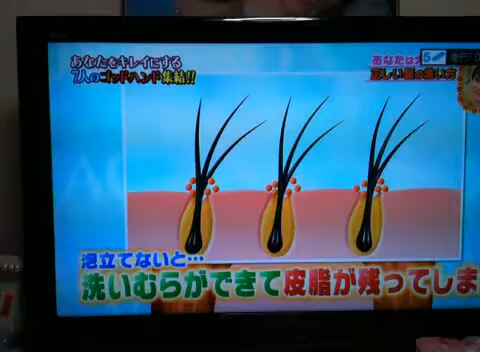 あなたをキレイにする
7人のゴッドハンド集結!!
あなたは
正しい髪の洗い方
泡立てないと…
洗いむらができて皮脂が残ってしま